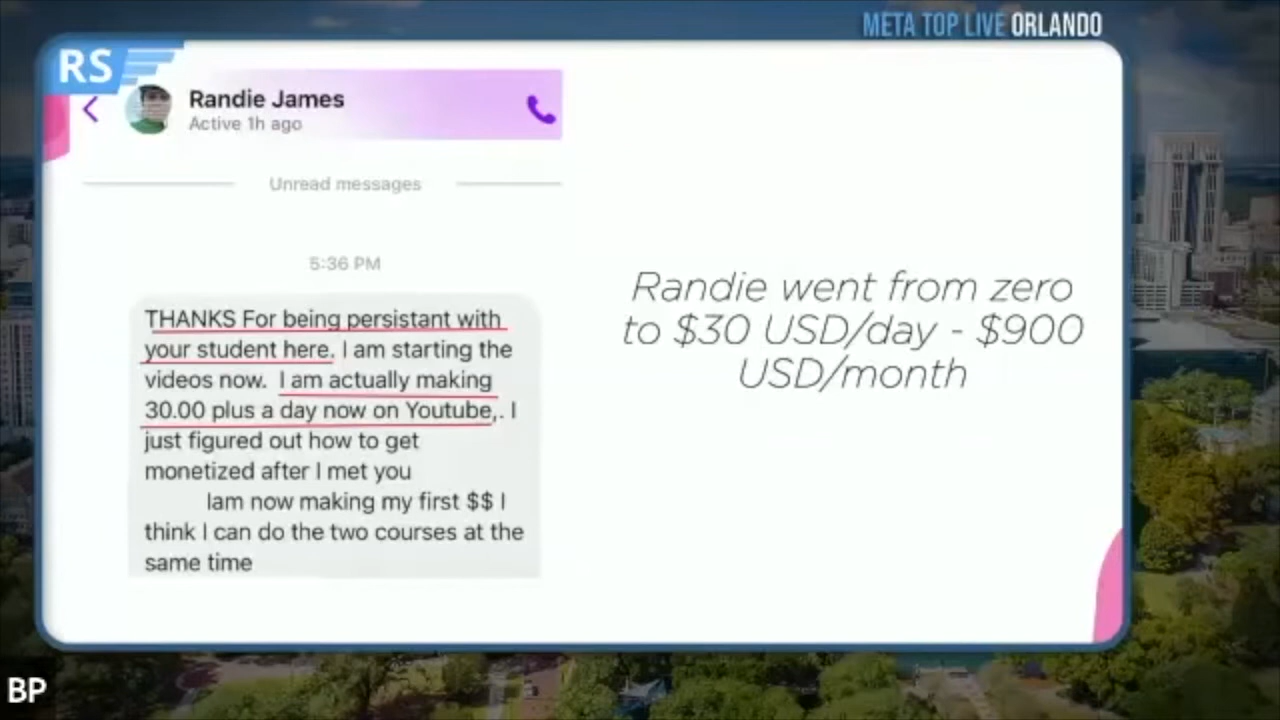 META TOP LIVE ORLANDO
RS
Randie James
Active 1h ago
Unread messages
5:36 PM
THANKS For being persistant with
your student here. I am starting the
videos now. I am actually making
30.00 plus a day now on Youtube,. I
just figured out how to get
monetized after I met you
Iam now making my first $$ I
think I can do the two courses at the
same time
Randie went from zero
to $30 USD/day - $900
USD/month
BP